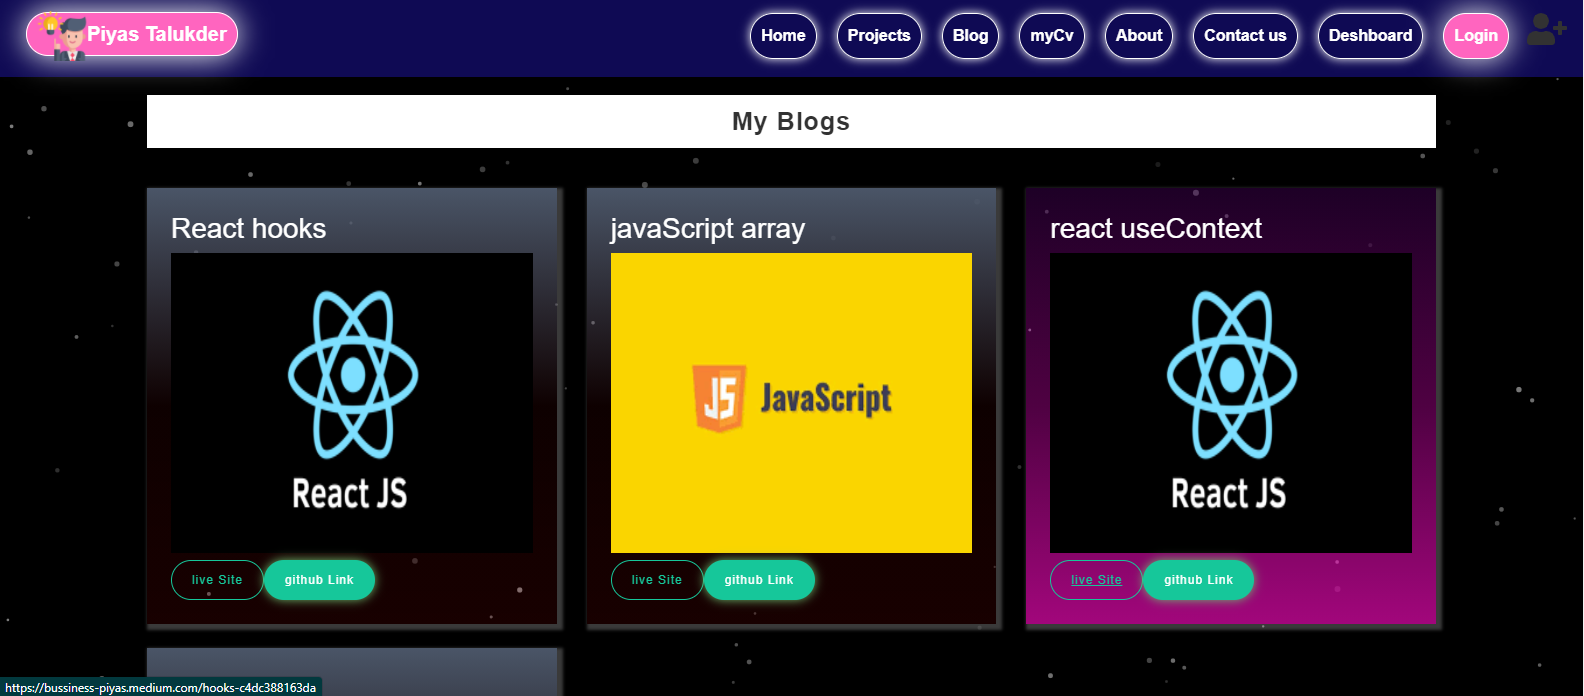 Piyas Talukder
Home Projects Blog myCv About Contact us Deshboard Login
My Blogs
React hooks
React JS
live Site github Link
javaScript array
JS JavaScript
live Site github Link
react useContext
React JS
live Site github Link
https://bussiness-piyas.medium.com/hooks-c4dc388163da